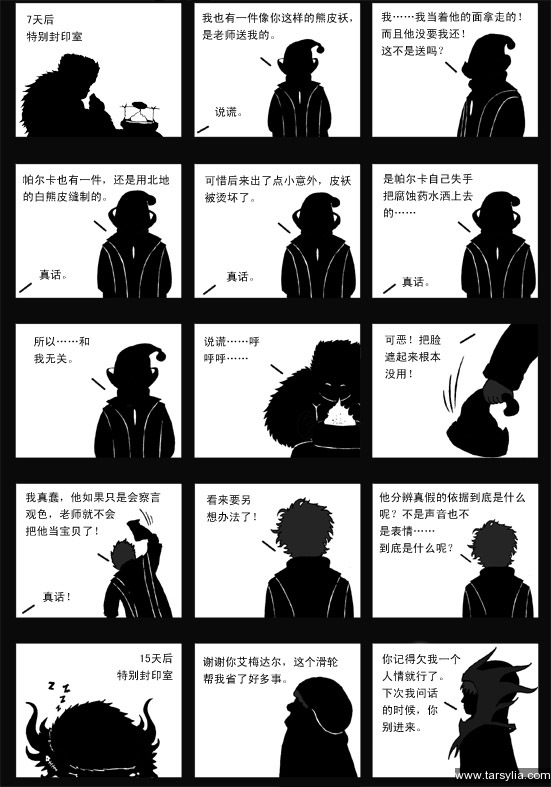 7天后
特别封印室
我也有一件像你这样的熊皮袄，
是老师送我的。
说谎。
我……我当着他的面拿走的！
而且他没要我还！
这不是送吗？
帕尔卡也有一件，还是用北地
的白熊皮缝制的。
真话。
可惜后来出了点小意外，皮袄
被烫坏了。
真话。
是帕尔卡自己失手
把腐蚀药水洒上去
的……
真话。
所以……和
我无关。
说谎……呼
呼呼……
可恶！把脸
遮起来根本
没用！
我真蠢，他如果只是会察言
观色，老师就不会
把他当宝贝了！
真话！
看来要另
想办法了！
他分辨真假的依据到底是什么
呢？不是声音也不
是表情……
到底是什么呢？
15天后
特别封印室
z
z
z
z
谢谢你艾梅达尔，这个滑轮
帮我省了好多事。
你记得欠我一个
人情就行了。
下次我问话
的时候，你
别进来。
www.tarsylia.com